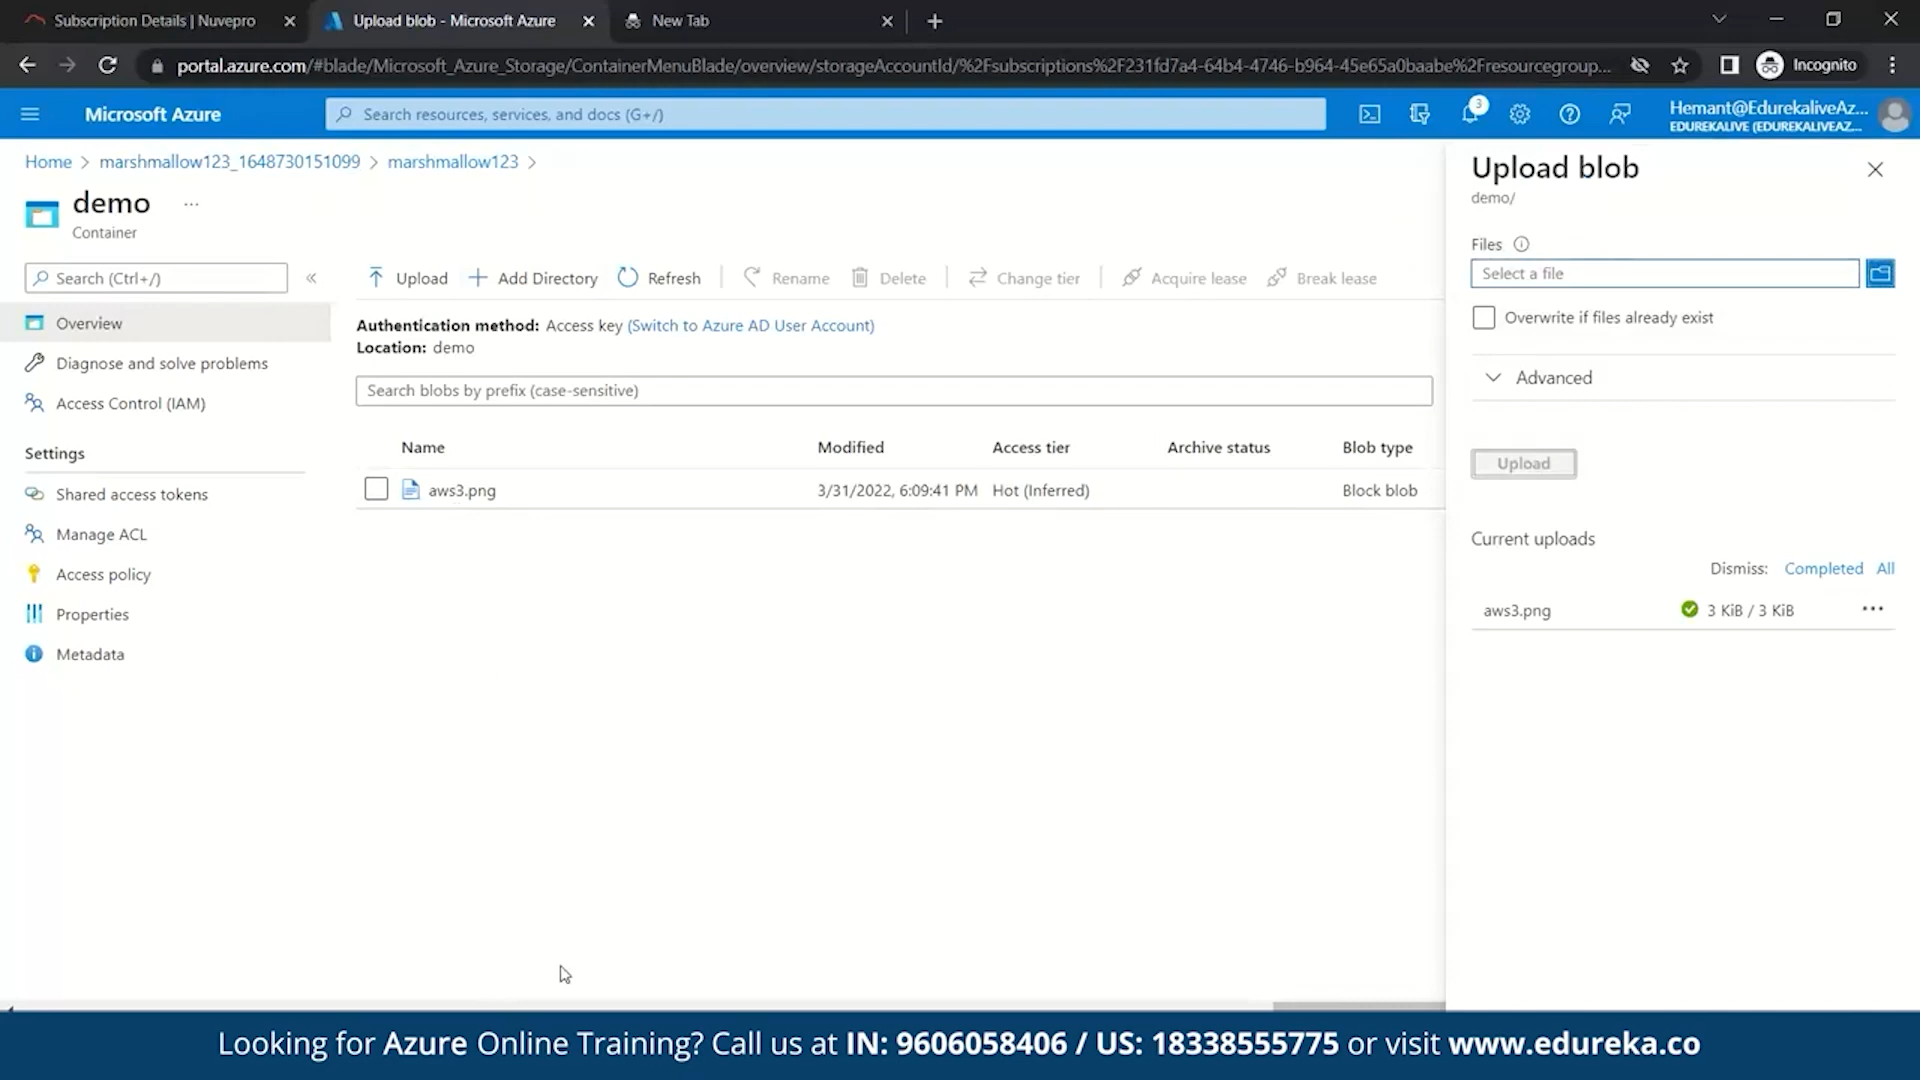 Subscription Details | Nuvepro
Upload blob - Microsoft Azure
New Tab
portal.azure.com/#blade/Microsoft_Azure_Storage/ContainerMenuBlade/overview/storageAccountId/%2Fsubscriptions%2F231fd7a4-64b4-4746-b964-45e65a0baabe%2Fresourcegroup...
Incognito
Microsoft Azure
Search resources, services, and docs (G+/)
3
Hemant@EdurekaliveAz...
EDUREKALIVE (EDUREKALIVEAZ...
Home > marshmallow123_1648730151099 > marshmallow123 >
demo ...
Container
Search (Ctrl+/)
«
Overview
Diagnose and solve problems
Access Control (IAM)
Settings
Shared access tokens
Manage ACL
Access policy
Properties
Metadata
Upload
Add Directory
Refresh
Rename
Delete
Change tier
Acquire lease
Break lease
Authentication method: Access key (Switch to Azure AD User Account)
Location: demo
Search blobs by prefix (case-sensitive)
Name Modified Access tier Archive status Blob type
aws3.png 3/31/2022, 6:09:41 PM Hot (Inferred) Block blob
Upload blob
demo/
Files
Select a file
Overwrite if files already exist
Advanced
Upload
Current uploads
Dismiss: Completed All
aws3.png 3 KiB / 3 KiB ...
Looking for Azure Online Training? Call us at IN: 9606058406 / US: 18338555775 or visit www.edureka.co